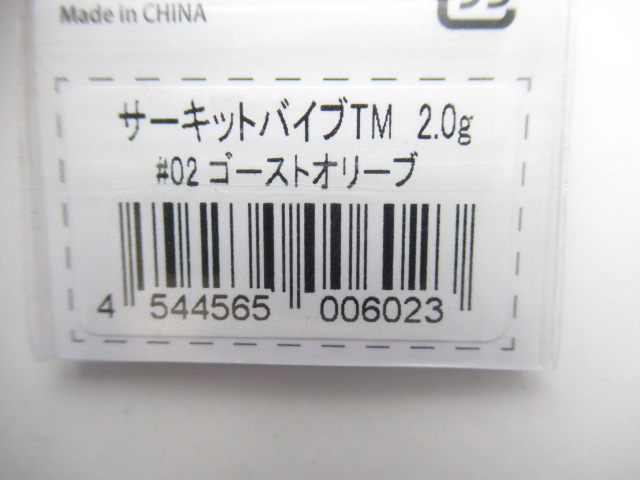 Made in CHINA
サーキットバイブTM 2.0g
#02 ゴーストオリーブ
4 544565 006023